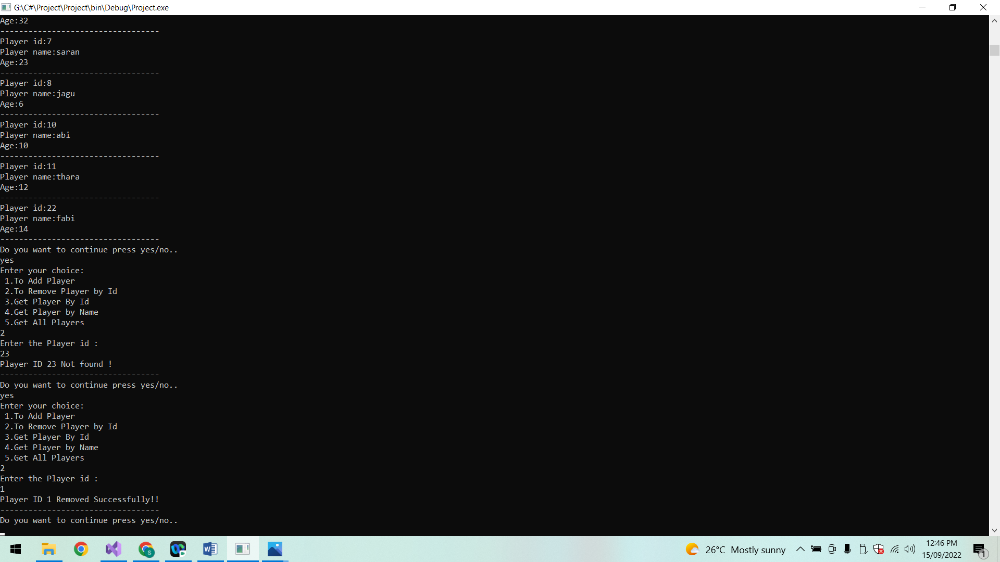 G:\C#\Project\Project\bin\Debug\Project.exe
Age:32
----------------------------------
Player id:7
Player name:saran
Age:23
----------------------------------
Player id:8
Player name:jagu
Age:6
----------------------------------
Player id:10
Player name:abi
Age:10
----------------------------------
Player id:11
Player name:thara
Age:12
----------------------------------
Player id:22
Player name:fabi
Age:14
----------------------------------
Do you want to continue press yes/no..
yes
Enter your choice:
 1.To Add Player
 2.To Remove Player by Id
 3.Get Player By Id
 4.Get Player by Name
 5.Get All Players
2
Enter the Player id :
23
Player ID 23 Not found !
----------------------------------
Do you want to continue press yes/no..
yes
Enter your choice:
 1.To Add Player
 2.To Remove Player by Id
 3.Get Player By Id
 4.Get Player by Name
 5.Get All Players
2
Enter the Player id :
1
Player ID 1 Removed Successfully!!
----------------------------------
Do you want to continue press yes/no..
S
W
26°C Mostly sunny
12:46 PM
15/09/2022
1